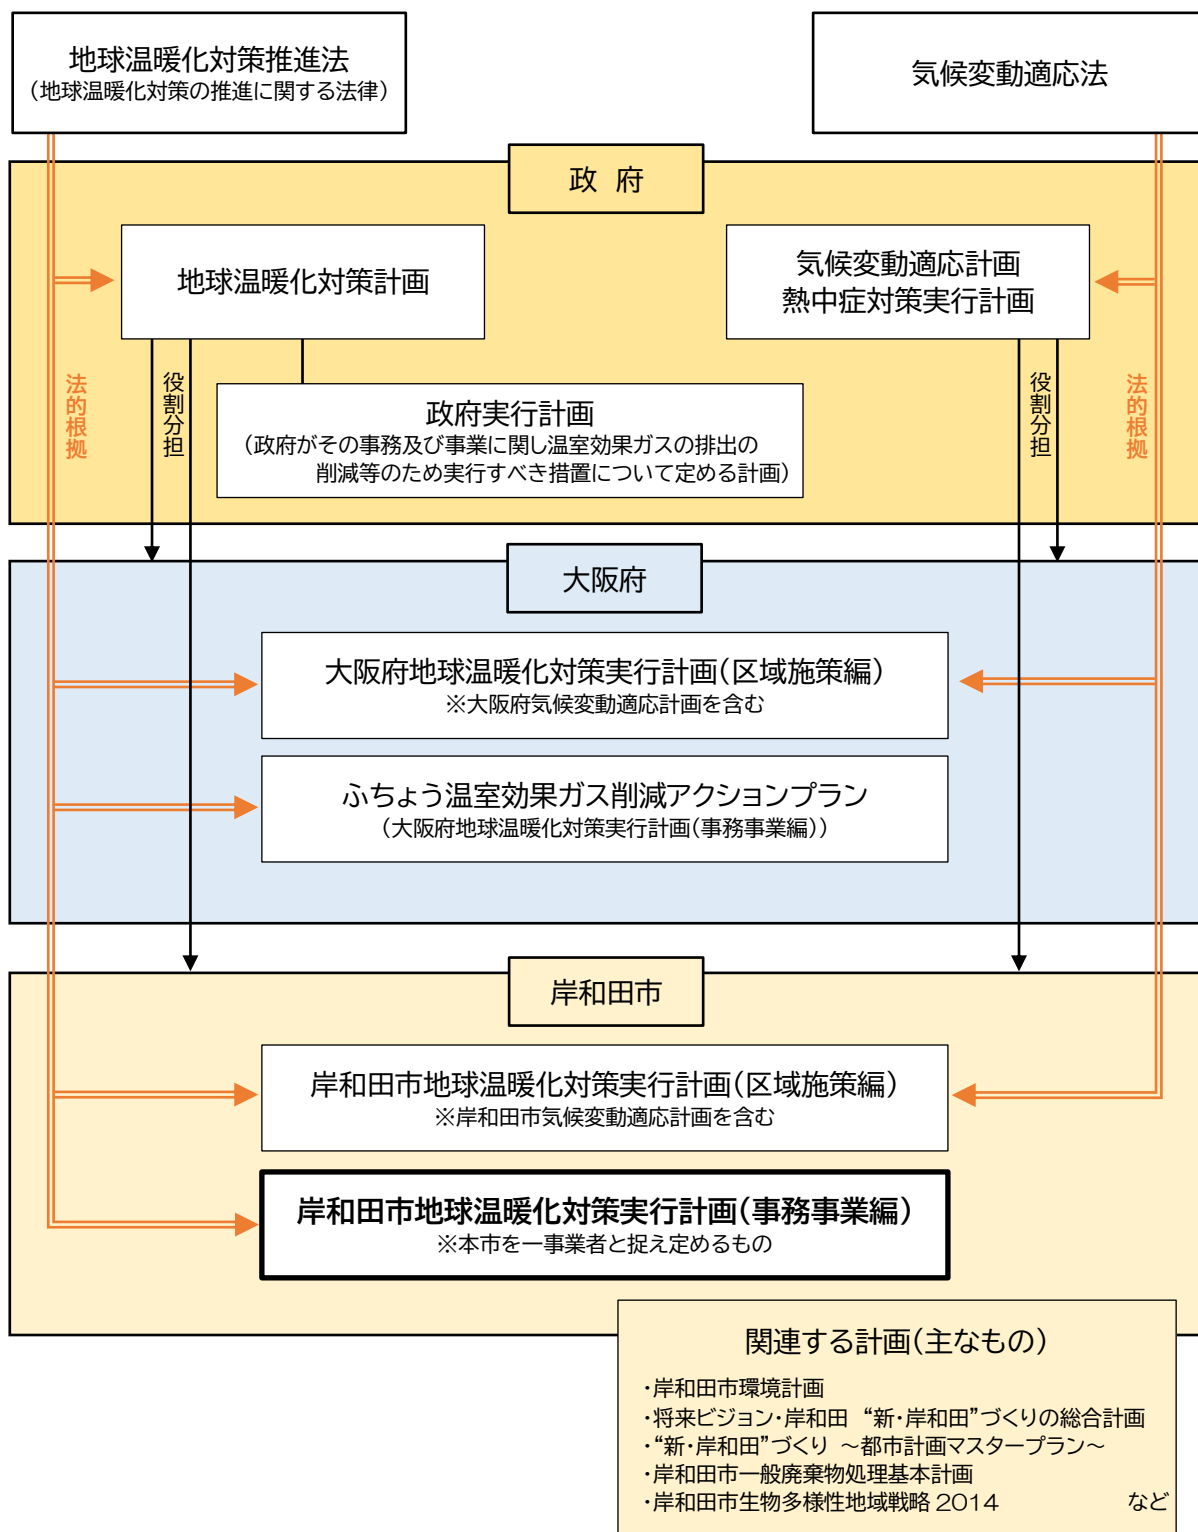 地球温暖化対策推進法
（地球温暖化対策の推進に関する法律）
気候変動適応法
政 府
地球温暖化対策計画
気候変動適応計画
熱中症対策実行計画
法的根拠
役割分担
役割分担
法的根拠
政府実行計画
（政府がその事務及び事業に関し温室効果ガスの排出の
削減等のため実行すべき措置について定める計画）
大阪府
大阪府地球温暖化対策実行計画（区域施策編）
※大阪府気候変動適応計画を含む
ふちょう温室効果ガス削減アクションプラン
（大阪府地球温暖化対策実行計画（事務事業編））
岸和田市
岸和田市地球温暖化対策実行計画（区域施策編）
※岸和田市気候変動適応計画を含む
岸和田市地球温暖化対策実行計画（事務事業編）
※本市を一事業者と捉え定めるもの
関連する計画（主なもの）
・岸和田市環境計画
・将来ビジョン・岸和田 “新・岸和田”づくりの総合計画
・“新・岸和田”づくり ～都市計画マスタープラン～
・岸和田市一般廃棄物処理基本計画
・岸和田市生物多様性地域戦略 2014 など